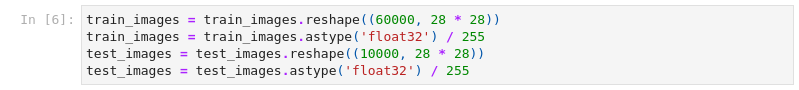 In [6]: train_images = train_images.reshape((60000, 28 * 28))
train_images = train_images.astype('float32') / 255
test_images = test_images.reshape((10000, 28 * 28))
test_images = test_images.astype('float32') / 255